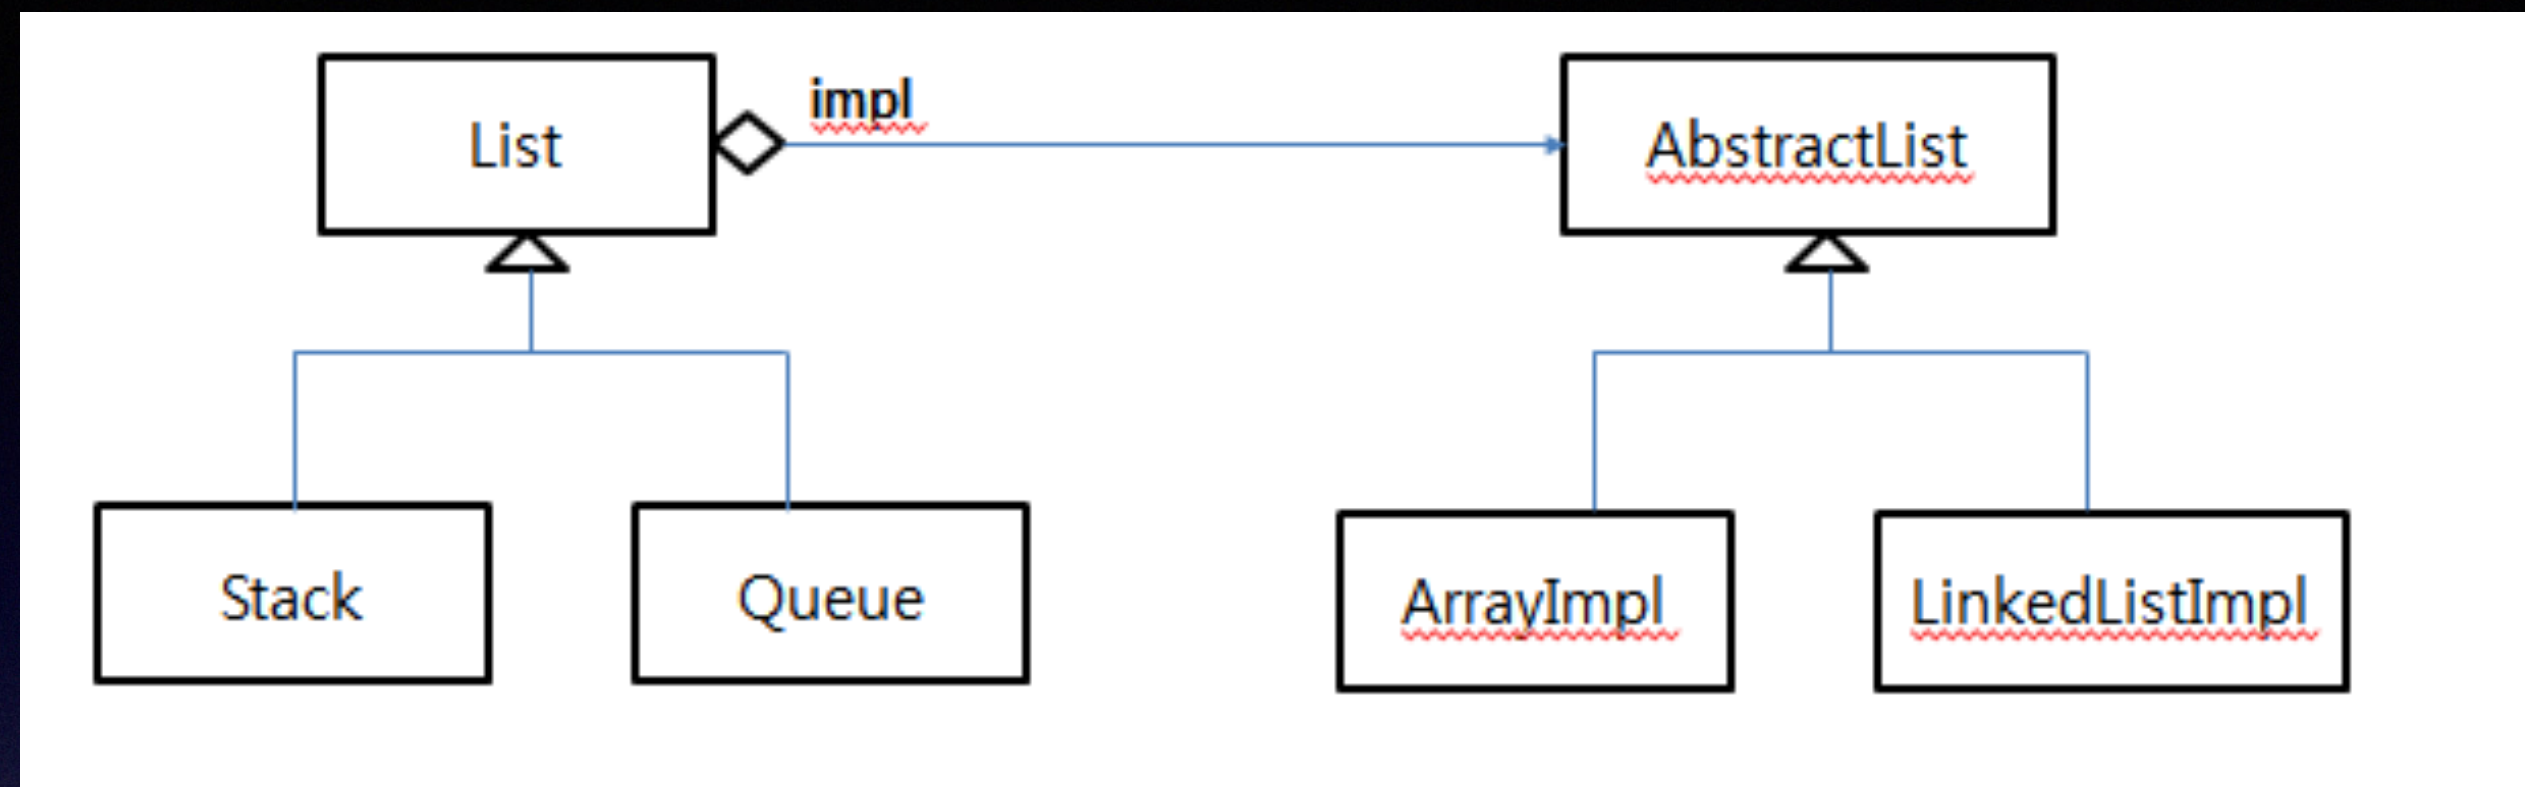 impl
List
AbstractList
Stack
Queue
ArrayImpl
LinkedListImpl